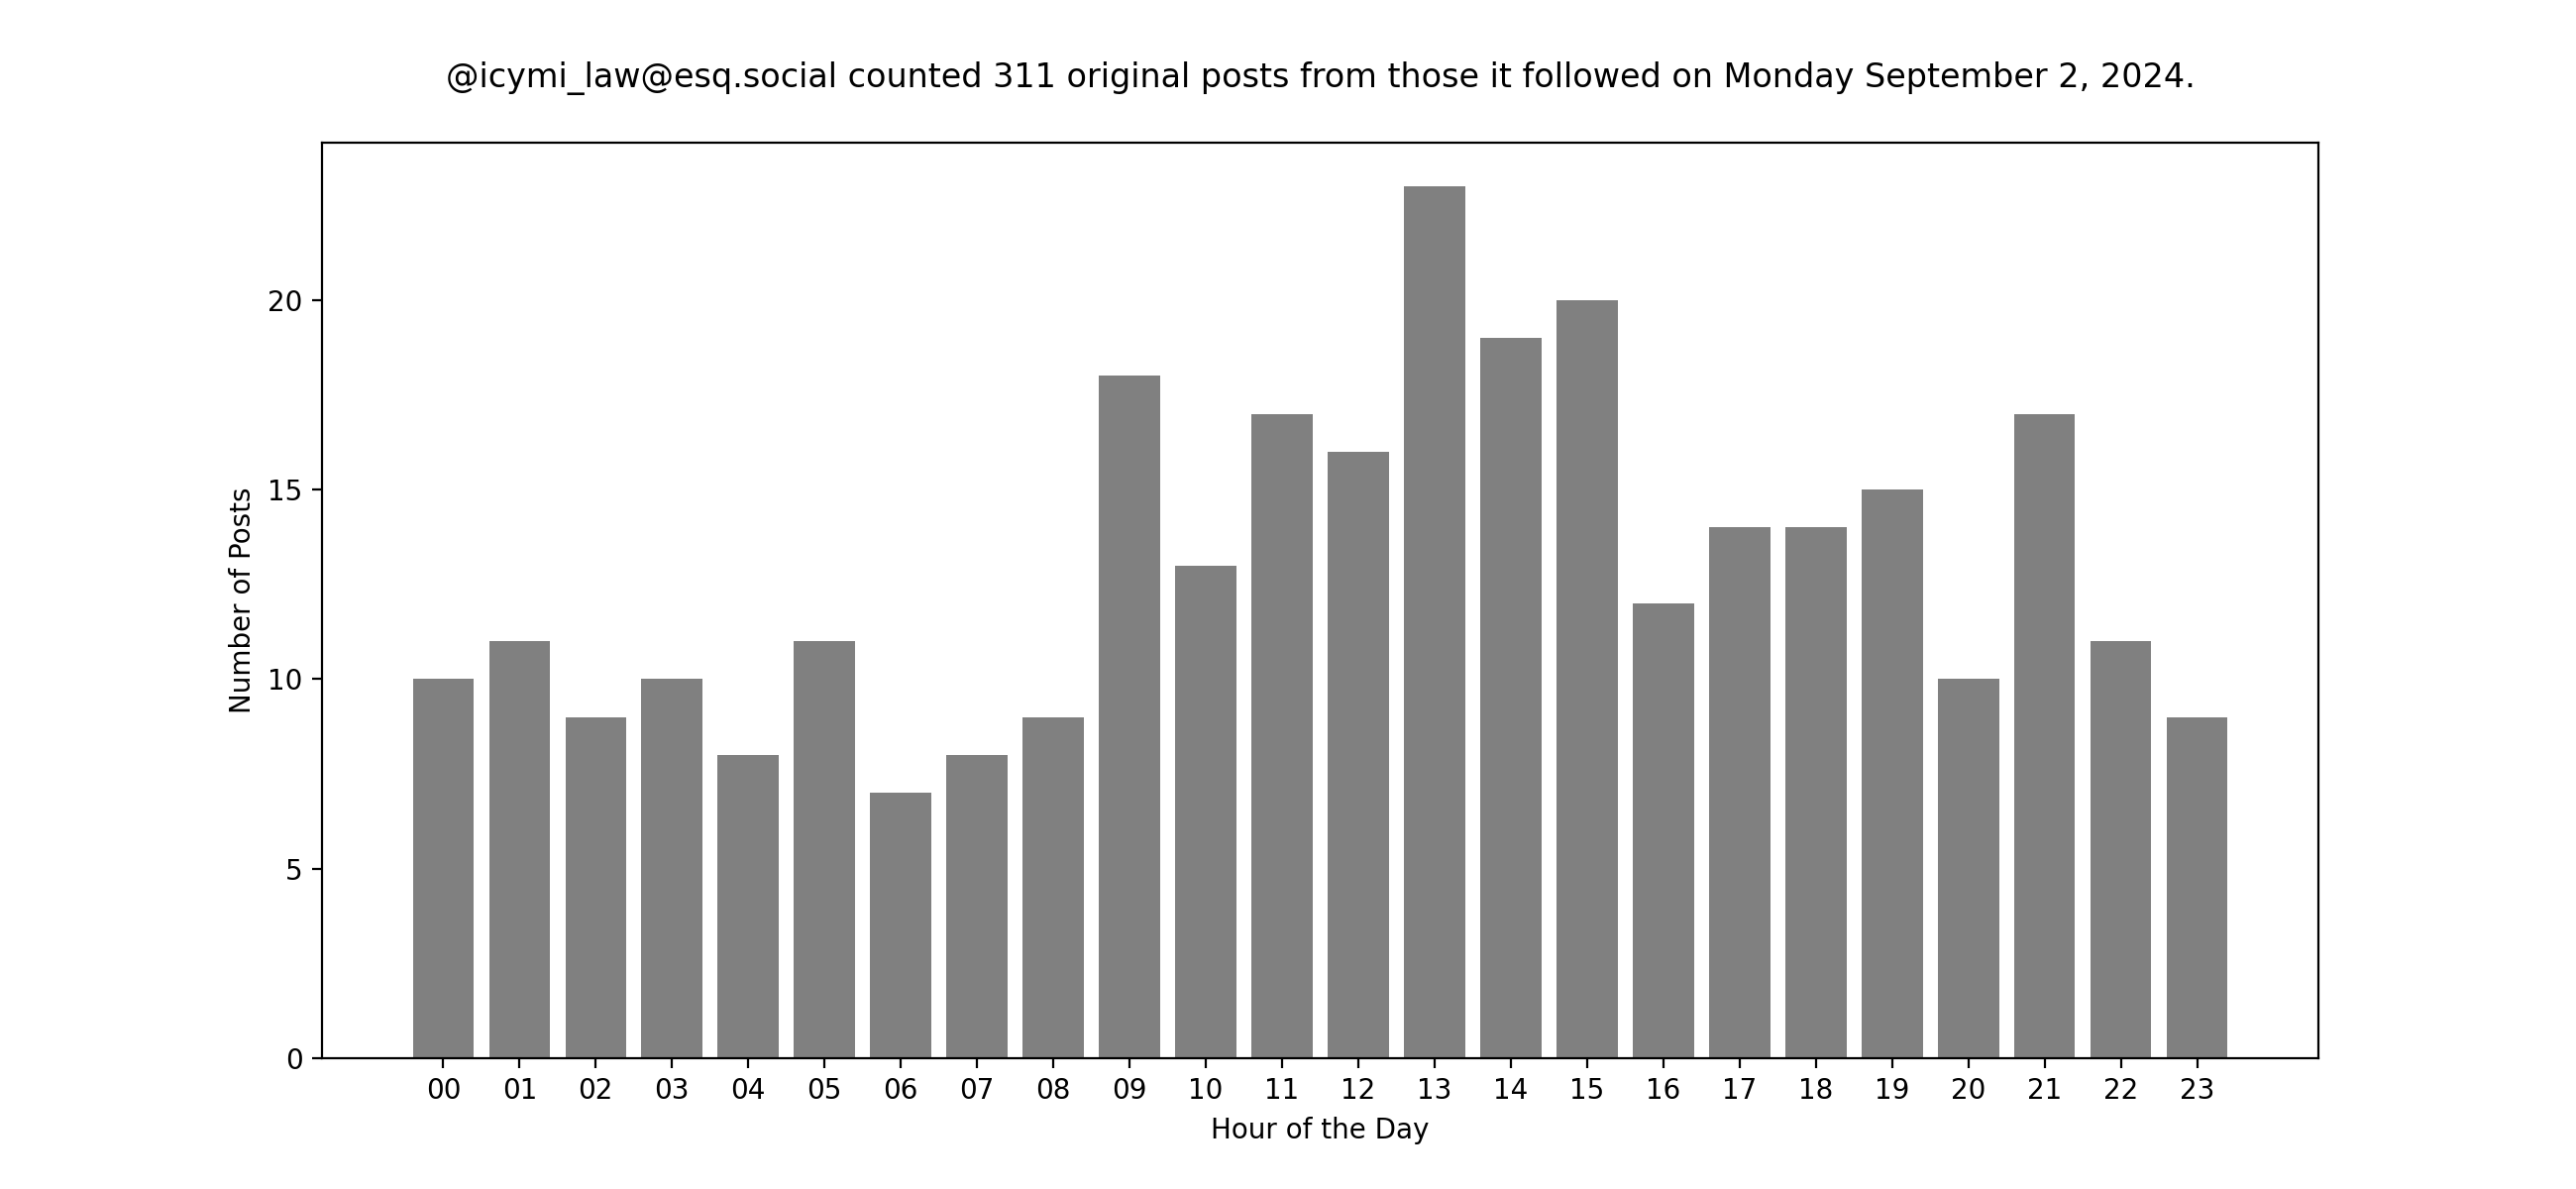 @icymi_law@esq.social counted 311 original posts from those it followed on Monday September 2, 2024.
Number of Posts
20
15
10
5
0
00 01 02 03 04 05 06 07 08 09 10 11 12 13 14 15 16 17 18 19 20 21 22 23
Hour of the Day